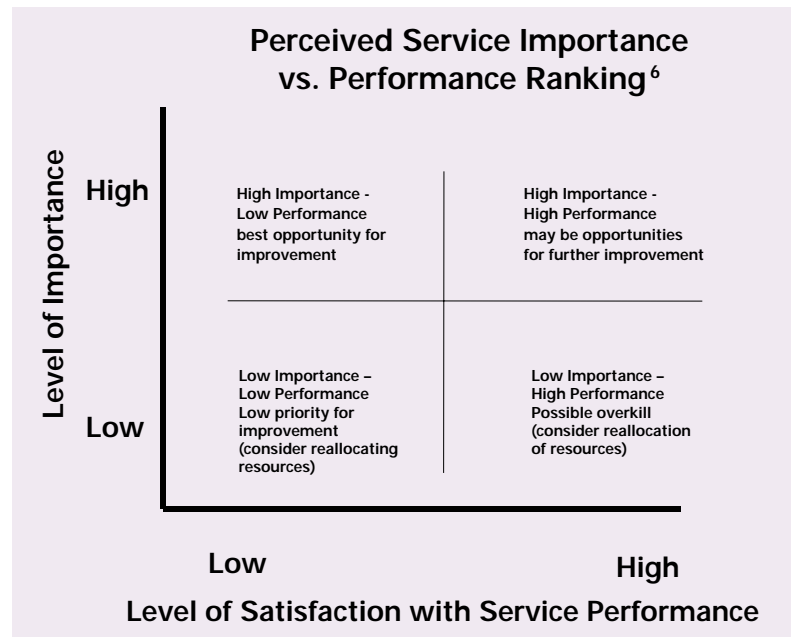 Perceived Service Importance
vs. Performance Ranking 6
Level of Importance
High
High Importance -
Low Performance
best opportunity for
improvement
High Importance -
High Performance
may be opportunities
for further improvement
Low
Low Importance –
Low Performance
Low priority for
improvement
(consider reallocating
resources)
Low Importance –
High Performance
Possible overkill
(consider reallocation
of resources)
Low
High
Level of Satisfaction with Service Performance